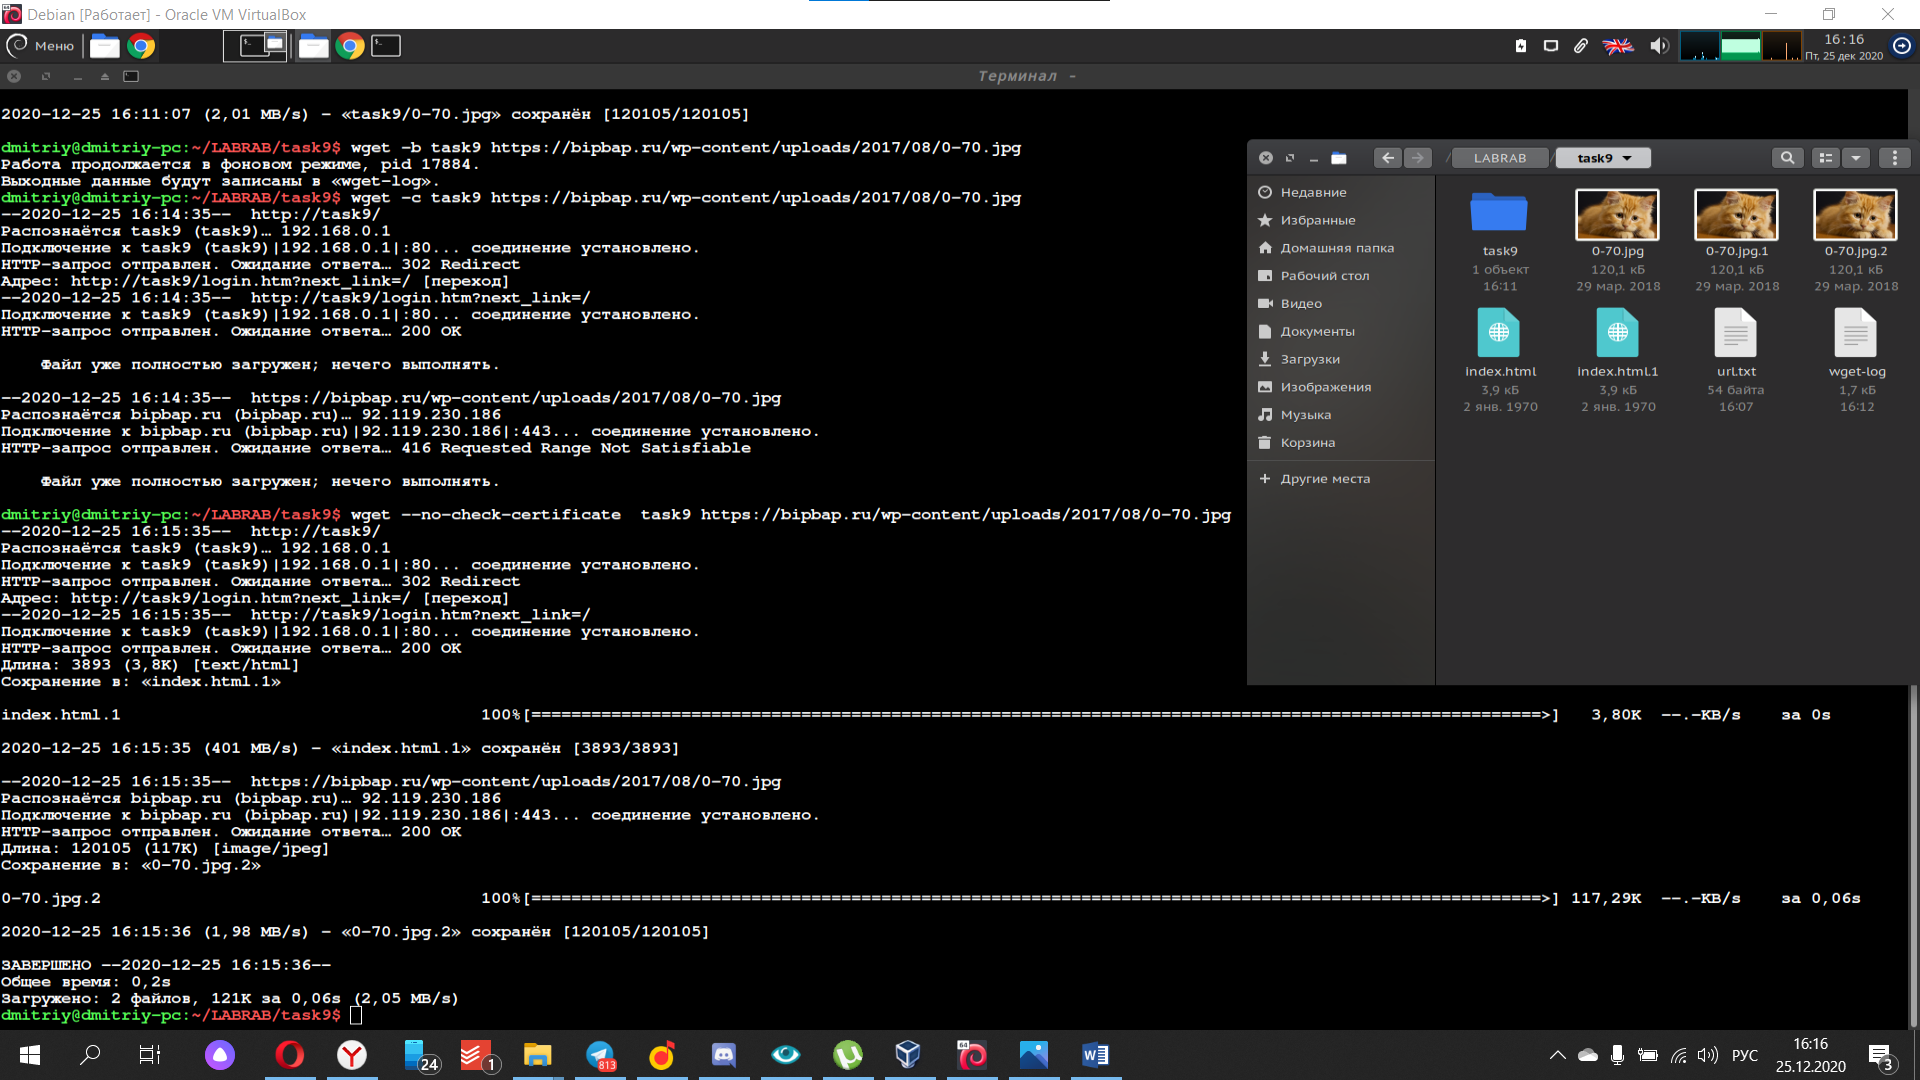 Debian [Работает] - Oracle VM VirtualBox
Меню
16:16
Пт, 25 дек 2020
Терминал -
2020-12-25 16:11:07 (2,01 MB/s) - «task9/0-70.jpg» сохранён [120105/120105]
dmitriy@dmitriy-pc:~/LABRAB/task9$ wget -b task9 https://bipbap.ru/wp-content/uploads/2017/08/0-70.jpg
Работа продолжается в фоновом режиме, pid 17884.
Выходные данные будут записаны в «wget-log».
dmitriy@dmitriy-pc:~/LABRAB/task9$ wget -c task9 https://bipbap.ru/wp-content/uploads/2017/08/0-70.jpg
--2020-12-25 16:14:35--  http://task9/
Распознаётся task9 (task9)… 192.168.0.1
Подключение к task9 (task9)|192.168.0.1|:80... соединение установлено.
HTTP-запрос отправлен. Ожидание ответа… 302 Redirect
Адрес: http://task9/login.htm?next_link=/ [переход]
--2020-12-25 16:14:35--  http://task9/login.htm?next_link=/
Подключение к task9 (task9)|192.168.0.1|:80... соединение установлено.
HTTP-запрос отправлен. Ожидание ответа… 200 OK
Файл уже полностью загружен; нечего выполнять.
--2020-12-25 16:14:35--  https://bipbap.ru/wp-content/uploads/2017/08/0-70.jpg
Распознаётся bipbap.ru (bipbap.ru)… 92.119.230.186
Подключение к bipbap.ru (bipbap.ru)|92.119.230.186|:443... соединение установлено.
HTTP-запрос отправлен. Ожидание ответа… 416 Requested Range Not Satisfiable
Файл уже полностью загружен; нечего выполнять.
dmitriy@dmitriy-pc:~/LABRAB/task9$ wget --no-check-certificate  task9 https://bipbap.ru/wp-content/uploads/2017/08/0-70.jpg
--2020-12-25 16:15:35--  http://task9/
Распознаётся task9 (task9)… 192.168.0.1
Подключение к task9 (task9)|192.168.0.1|:80... соединение установлено.
HTTP-запрос отправлен. Ожидание ответа… 302 Redirect
Адрес: http://task9/login.htm?next_link=/ [переход]
--2020-12-25 16:15:35--  http://task9/login.htm?next_link=/
Подключение к task9 (task9)|192.168.0.1|:80... соединение установлено.
HTTP-запрос отправлен. Ожидание ответа… 200 OK
Длина: 3893 (3,8K) [text/html]
Сохранение в: «index.html.1»
index.html.1 100%[=====================================================================================================>] 3,80K --.-KB/s за 0s
2020-12-25 16:15:35 (401 MB/s) - «index.html.1» сохранён [3893/3893]
--2020-12-25 16:15:35--  https://bipbap.ru/wp-content/uploads/2017/08/0-70.jpg
Распознаётся bipbap.ru (bipbap.ru)… 92.119.230.186
Подключение к bipbap.ru (bipbap.ru)|92.119.230.186|:443... соединение установлено.
HTTP-запрос отправлен. Ожидание ответа… 200 OK
Длина: 120105 (117K) [image/jpeg]
Сохранение в: «0-70.jpg.2»
0-70.jpg.2 100%[=====================================================================================================>] 117,29K --.-KB/s за 0,06s
2020-12-25 16:15:36 (1,98 MB/s) - «0-70.jpg.2» сохранён [120105/120105]
ЗАВЕРШЕНО --2020-12-25 16:15:36--
Общее время: 0,2s
Загружено: 2 файлов, 121K за 0,06s (2,05 MB/s)
dmitriy@dmitriy-pc:~/LABRAB/task9$
/ LABRAB / task9
Недавние
Избранные
Домашняя папка
Рабочий стол
Видео
Документы
Загрузки
Изображения
Музыка
Корзина
Другие места
task9 0-70.jpg 0-70.jpg.1 0-70.jpg.2
1 объект 120,1 кБ 120,1 кБ 120,1 кБ
16:11 29 мар. 2018 29 мар. 2018 29 мар. 2018
index.html index.html.1 url.txt wget-log
3,9 кБ 3,9 кБ 54 байта 1,7 кБ
2 янв. 1970 2 янв. 1970 16:07 16:12
24 1 813 64 РУС
16:16
25.12.2020
3